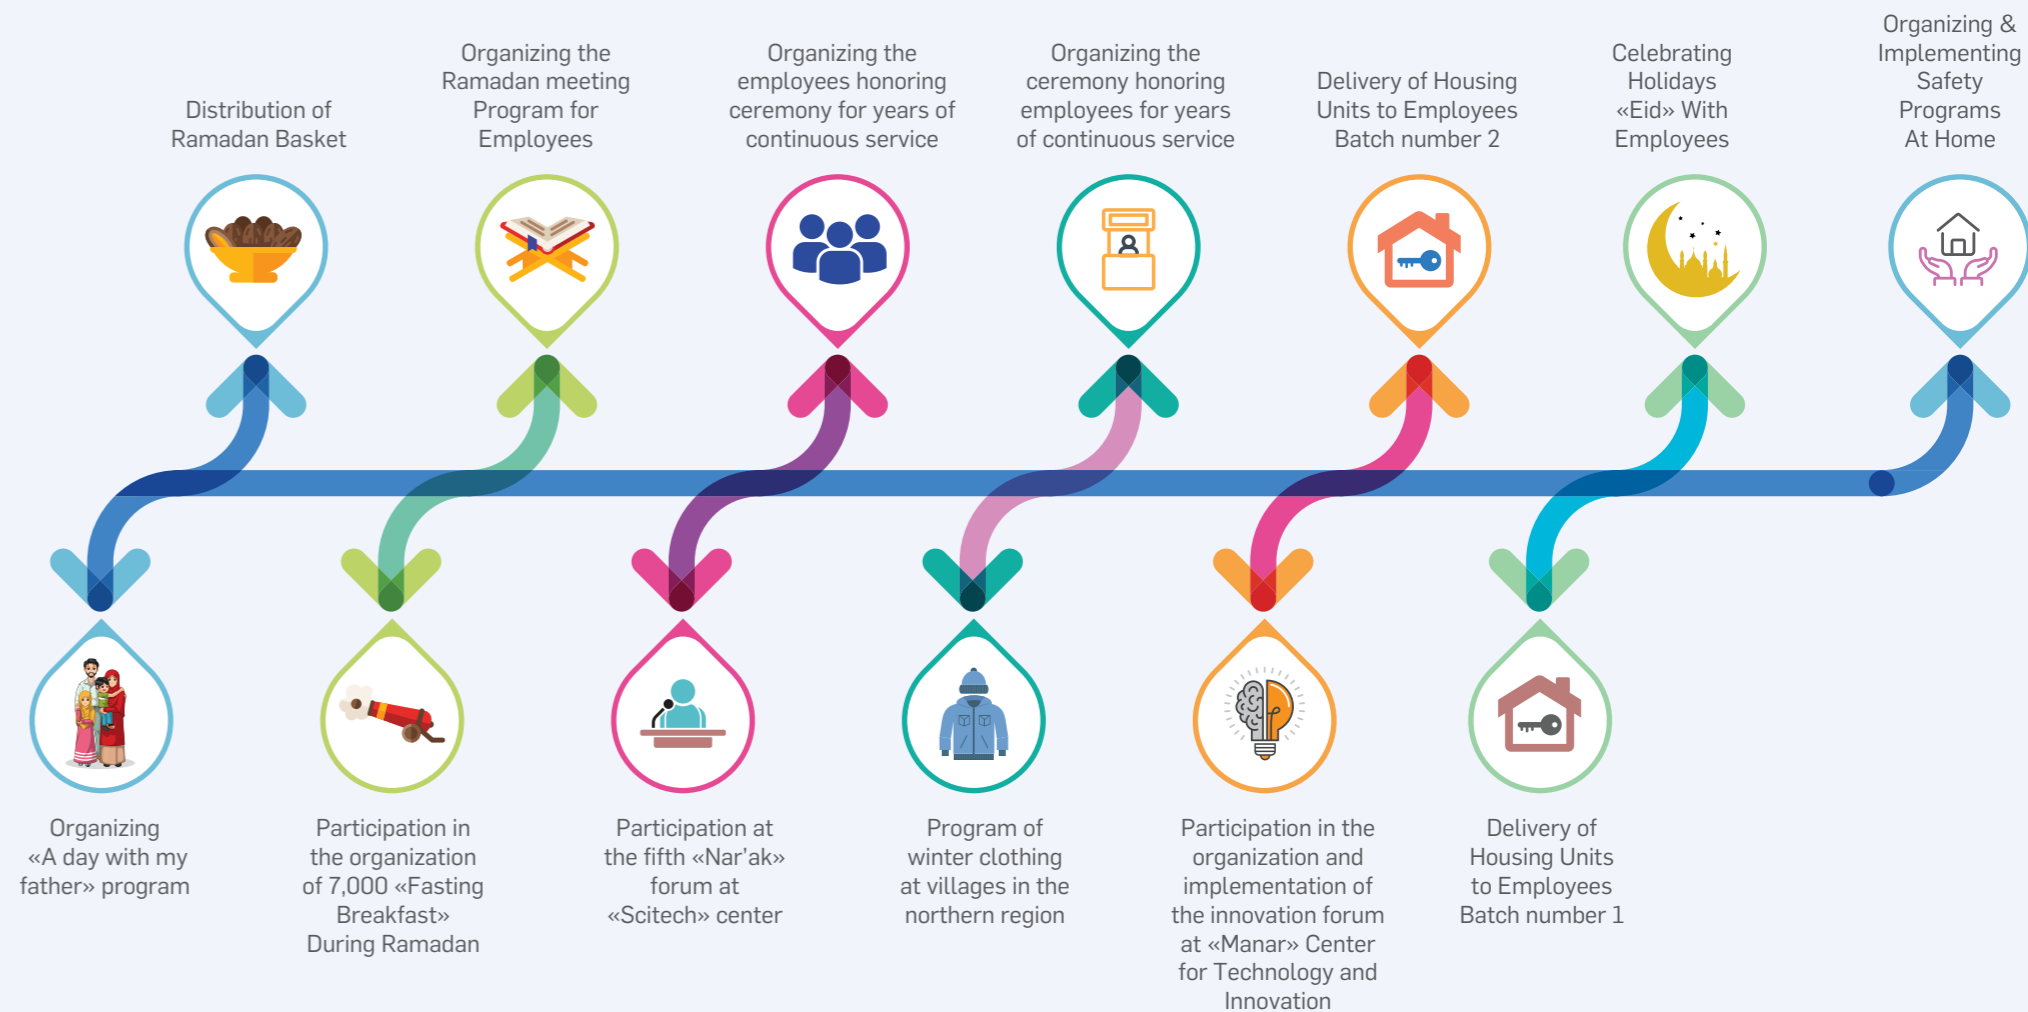 Distribution of
Ramadan Basket
Organizing the
Ramadan meeting
Program for
Employees
Organizing the
employees honoring
ceremony for years of
continuous service
Organizing the
ceremony honoring
employees for years
of continuous service
Delivery of Housing
Units to Employees
Batch number 2
Celebrating
Holidays
«Eid» With
Employees
Organizing &
Implementing
Safety
Programs
At Home
Organizing
«A day with my
father» program
Participation in
the organization
of 7,000 «Fasting
Breakfast»
During Ramadan
Participation at
the fifth «Nar’ak»
forum at
«Scitech» center
Program of
winter clothing
at villages in the
northern region
Participation in the
organization and
implementation of
the innovation forum
at «Manar» Center
for Technology and
Innovation
Delivery of
Housing Units
to Employees
Batch number 1